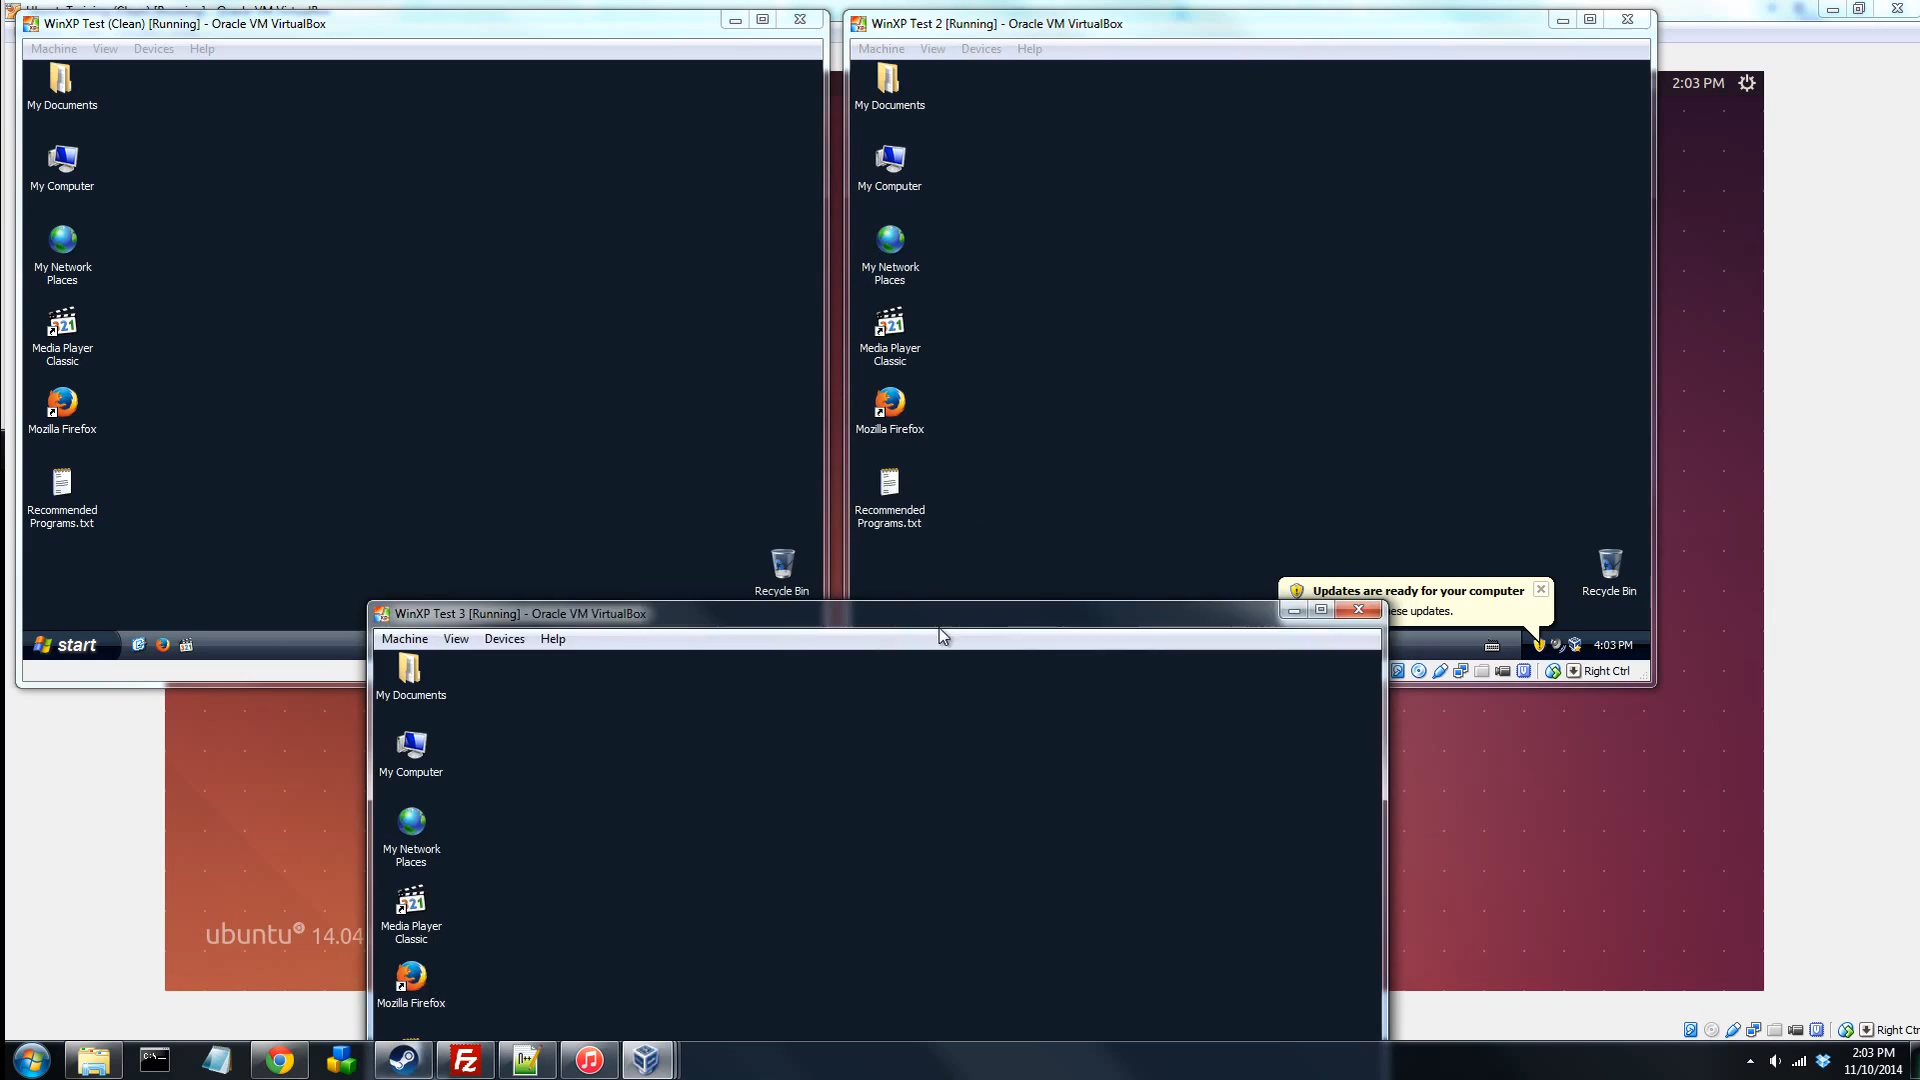 WinXP Test (Clean) [Running] - Oracle VM VirtualBox
Machine View Devices Help
My Documents
My Computer
My Network
Places
Media Player
Classic
Mozilla Firefox
Recommended
Programs.txt
Recycle Bin
start
WinXP Test 2 [Running] - Oracle VM VirtualBox
Machine View Devices Help
My Documents
My Computer
My Network
Places
Media Player
Classic
Mozilla Firefox
Recommended
Programs.txt
Recycle Bin
Updates are ready for your computer
these updates.
4:03 PM
Right Ctrl
2:03 PM
WinXP Test 3 [Running] - Oracle VM VirtualBox
Machine View Devices Help
My Documents
My Computer
My Network
Places
Media Player
Classic
Mozilla Firefox
ubuntu 14.04
Right Ctr
2:03 PM
11/10/2014